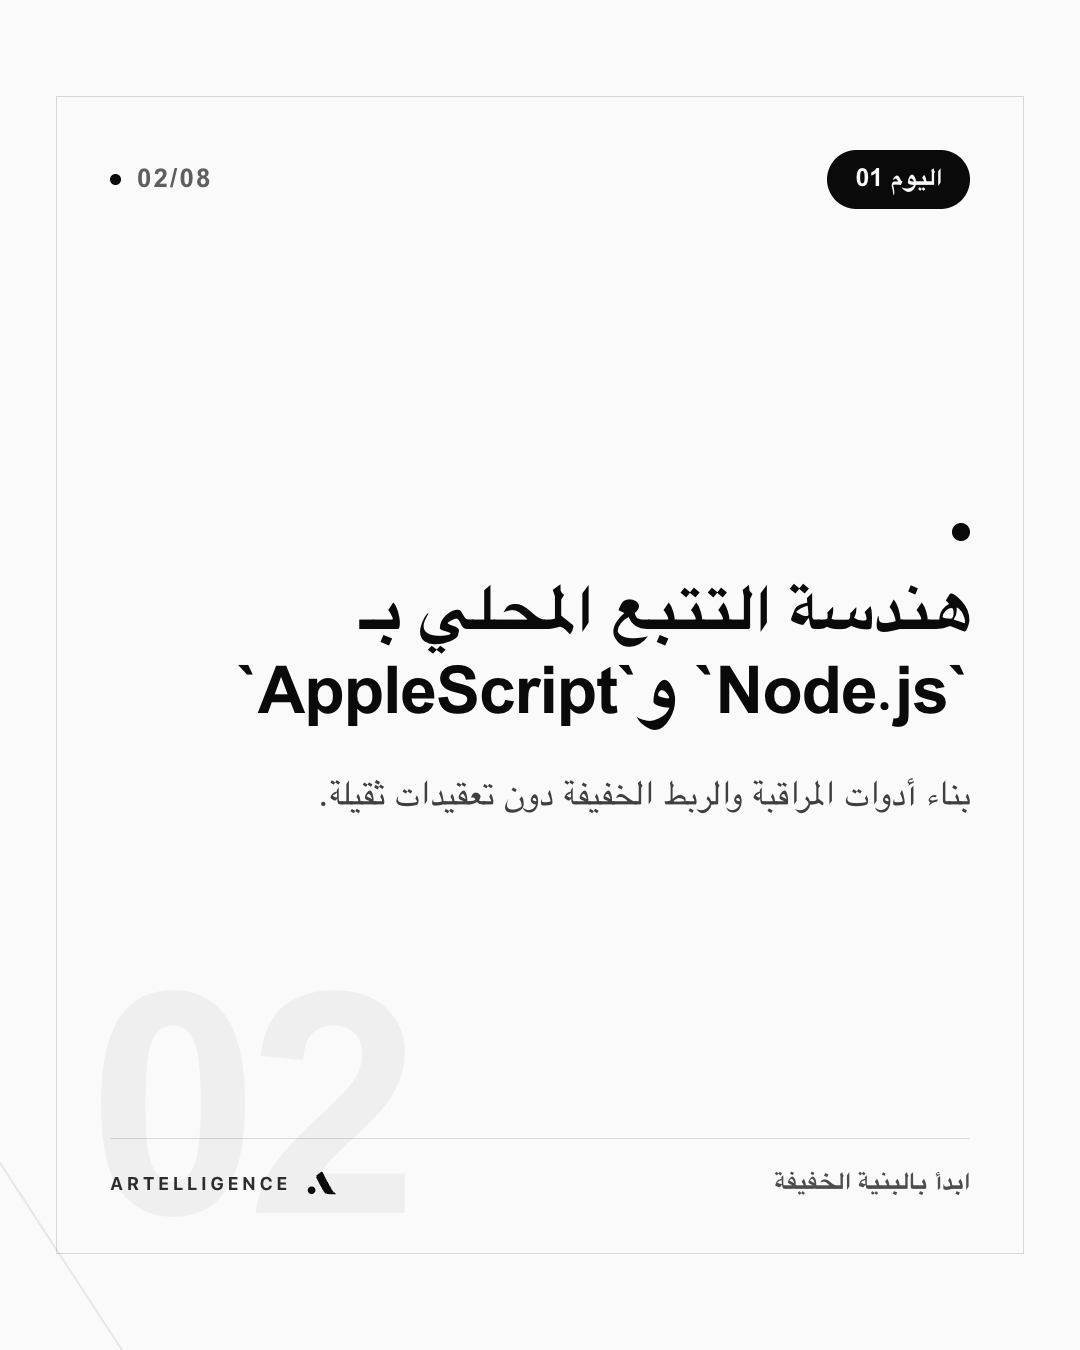 اليوم 01
02/08
هندسة التتبع المحلي بـ
`Node.js` و`AppleScript`
بناء أدوات المراقبة والربط الخفيفة دون تعقيدات ثقيلة.
02
ابدأ بالبنية الخفيفة
ARTELLIGENCE